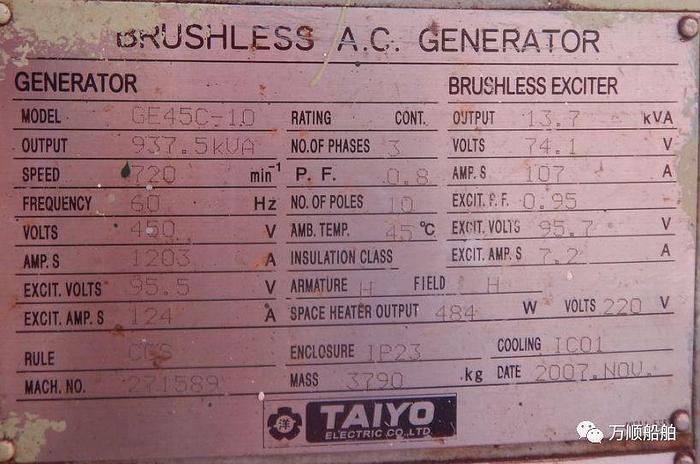 BRUSHLESS A.C. GENERATOR
GENERATOR BRUSHLESS EXCITER
MODEL GE45C-10 RATING CONT. OUTPUT 13.7 kVA
OUTPUT 937.5kVA NO.OF PHASES 3 VOLTS 74.1 V
SPEED 720 min⁻¹ P. F. 0.8 AMP. S 107 A
FREQUENCY 60 Hz NO. OF POLES 10 EXCIT. P. F. 0.95
VOLTS 450 V AMB. TEMP. 45 °C EXCIT. VOLTS 95.7 V
AMP. S 1203 A INSULATION CLASS EXCIT. AMP. S 7.2 A
EXCIT. VOLTS 95.5 V ARMATURE H FIELD H
EXCIT. AMP. S 124 A SPACE HEATER OUTPUT 484 W VOLTS 220 V
RULE CCS ENCLOSURE IP23 COOLING IC01
MACH. NO. 271589 MASS 3790 kg DATE 2007.NOV.
洋 TAIYO
ELECTRIC CO.,LTD.
万顺船舶